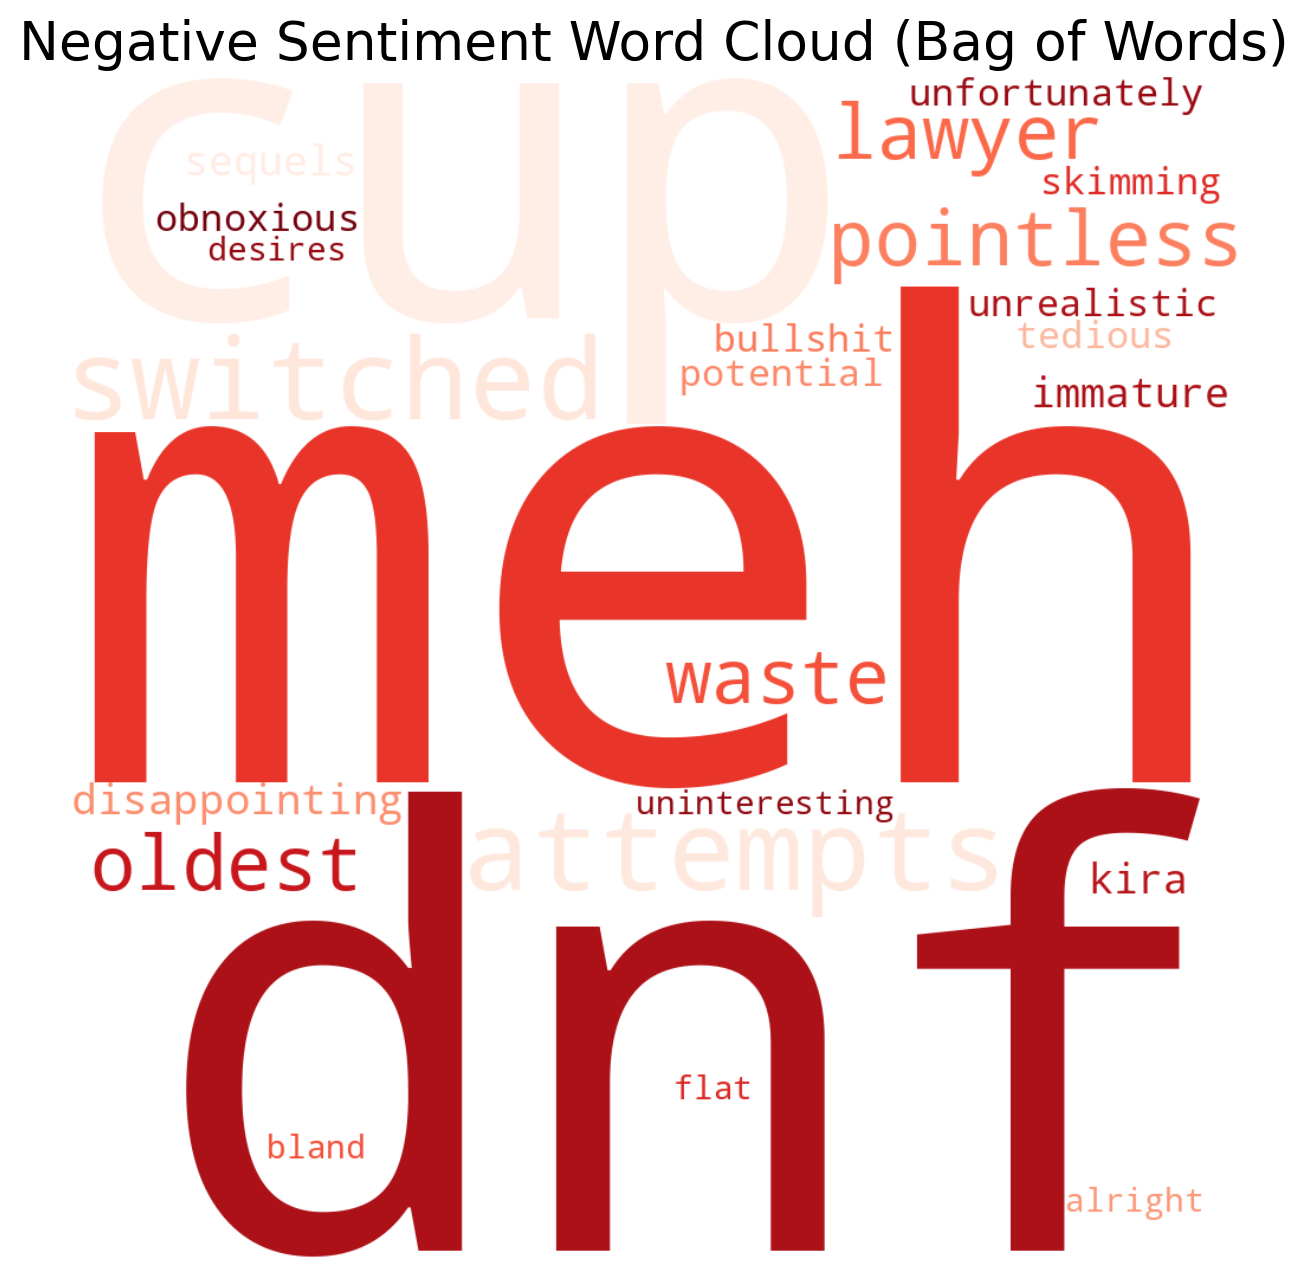 Negative Sentiment Word Cloud (Bag of Words)
cup
unfortunately
lawyer
sequels
skimming
obnoxious
desires
pointless
unrealistic
bullshit
tedious
switched
potential
immature
meh
waste
disappointing
uninteresting
oldest
attempts
kira
dnf
flat
bland
alright